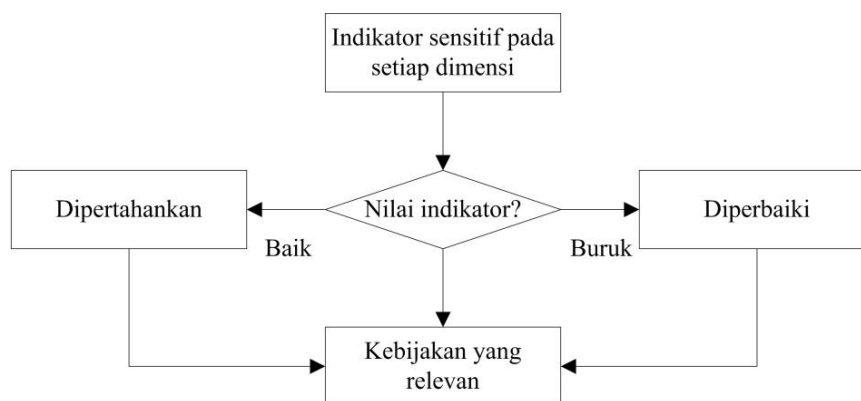 Indikator sensitif pada
setiap dimensi
Dipertahankan
Nilai indikator?
Diperbaiki
Baik
Buruk
Kebijakan yang
relevan